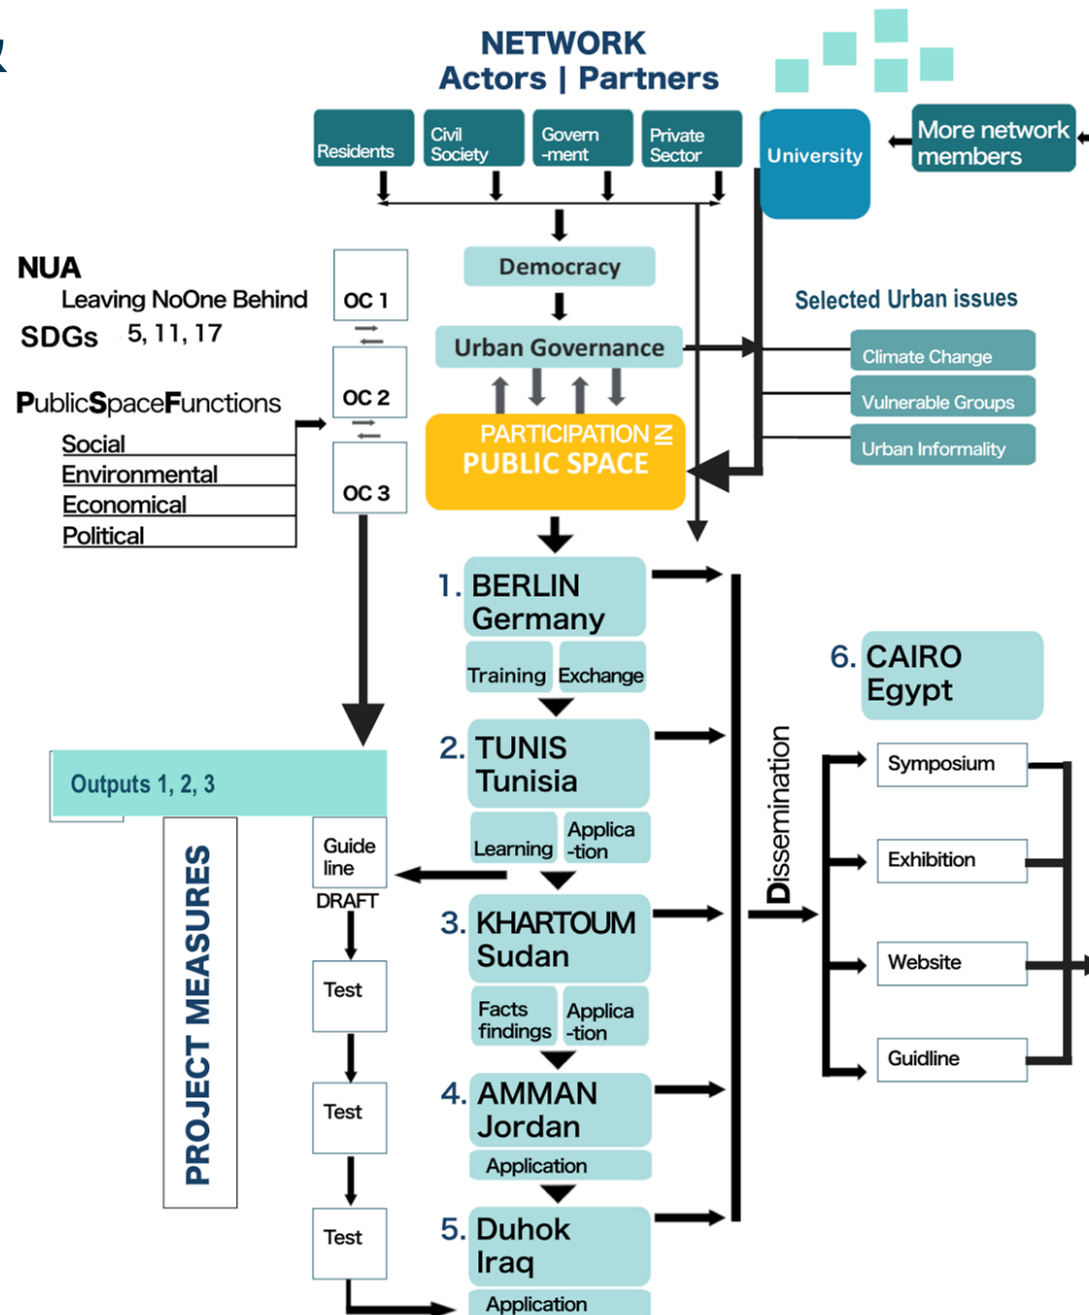 &
NETWORK
Actors | Partners
Residents
Civil
Society
Govern
-ment
Private
Sector
University
More network
members
NUA
Leaving NoOne Behind
SDGs 5, 11, 17
PublicSpaceFunctions
Social
Environmental
Economical
Political
OC 1
OC 2
OC 3
Democracy
Urban Governance
PARTICIPATION IN
PUBLIC SPACE
Selected Urban issues
Climate Change
Vulnerable Groups
Urban Informality
1. BERLIN
Germany
Training
Exchange
2. TUNIS
Tunisia
Learning
Applica
-tion
3. KHARTOUM
Sudan
Facts
findings
Applica
-tion
4. AMMAN
Jordan
Application
5. Duhok
Iraq
Application
Outputs 1, 2, 3
PROJECT MEASURES
Guide
line
DRAFT
Test
Test
Test
Dissemination
6. CAIRO
Egypt
Symposium
Exhibition
Website
Guidline